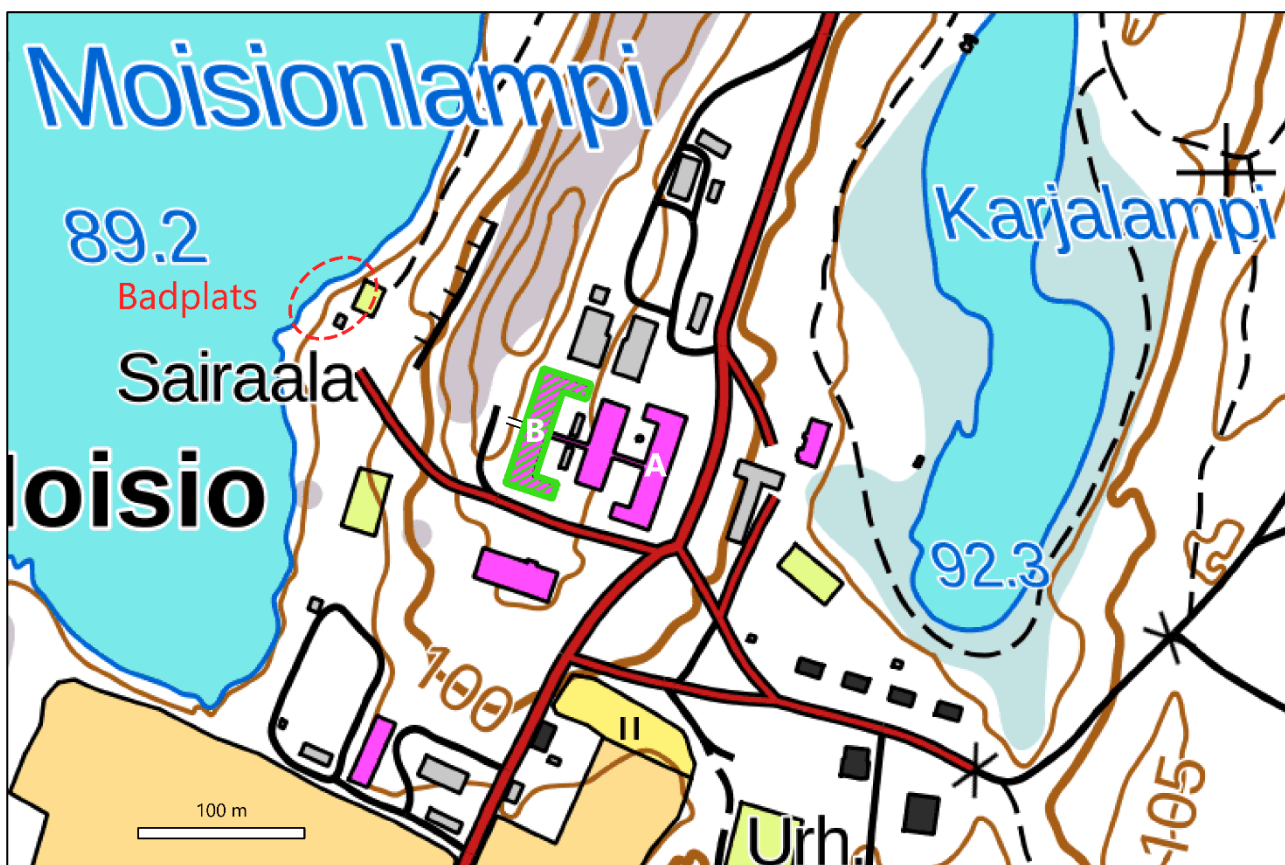 Moisionlampi
89.2
Karjalampi
Badplats
Sairaala
B
A
loisio
92.3
100
II
105
100 m
Urh.